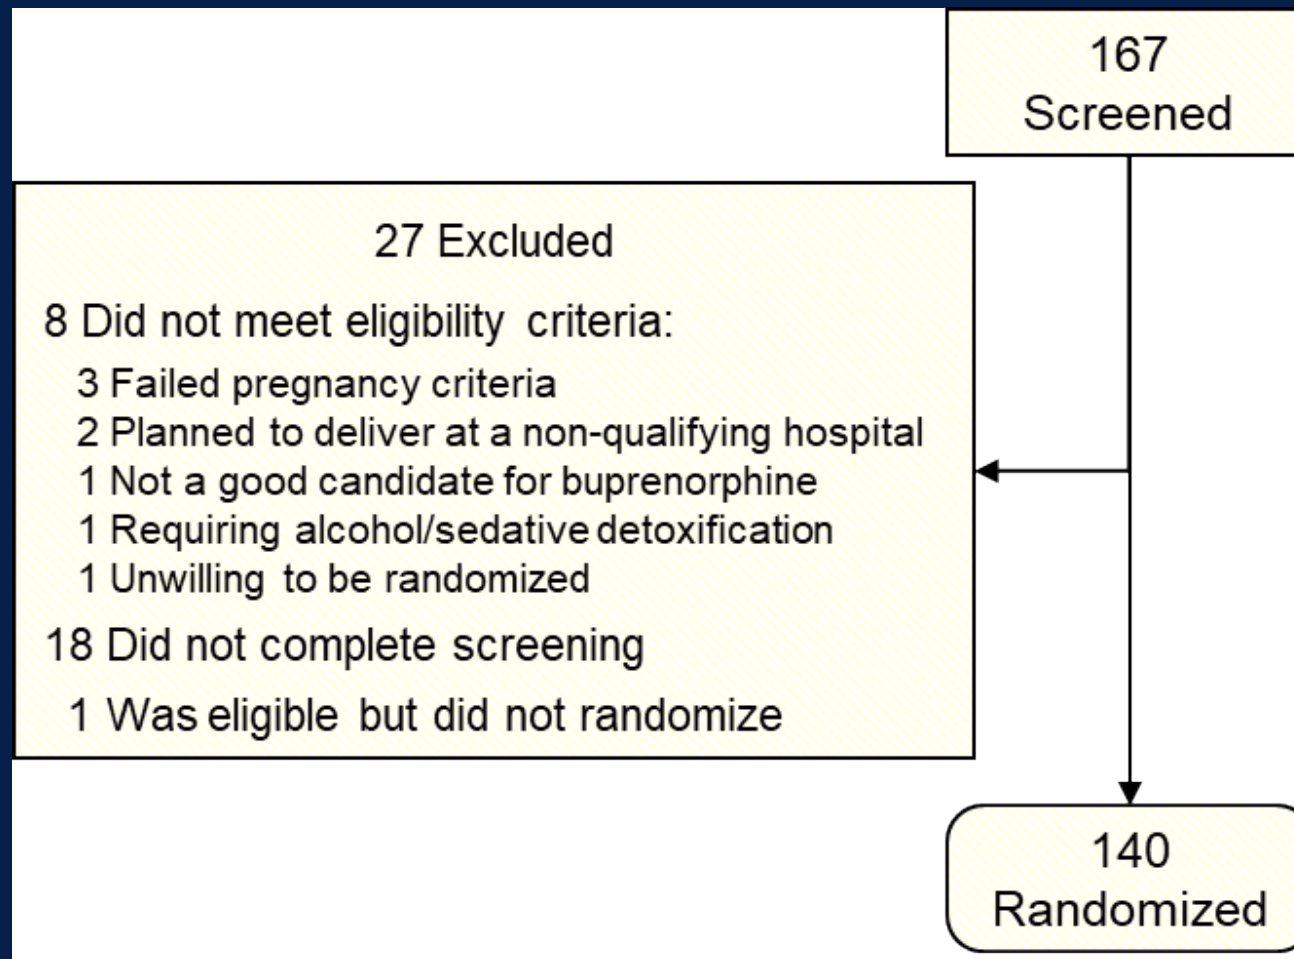 167
Screened
27 Excluded
8 Did not meet eligibility criteria:
3 Failed pregnancy criteria
2 Planned to deliver at a non-qualifying hospital
1 Not a good candidate for buprenorphine
1 Requiring alcohol/sedative detoxification
1 Unwilling to be randomized
18 Did not complete screening
1 Was eligible but did not randomize
140
Randomized